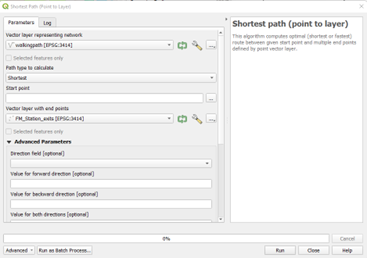 Shortest Path (Point to Layer)
Parameters
Log
Vector layer representing network
walkingpath [EPSG:3414]
Selected features only
Path type to calculate
Shortest
Start point
Vector layer with end points
FM_Station_exits [EPSG:3414]
Selected features only
Advanced Parameters
Direction field [optional]
Value for forward direction [optional]
Value for backward direction [optional]
Value for both directions [optional]
Shortest path (point to layer)
This algorithm computes optimal (shortest or fastest)
route between given start point and multiple end points
defined by point vector layer.
0%
Cancel
Advanced
Run as Batch Process...
Run
Close
Help